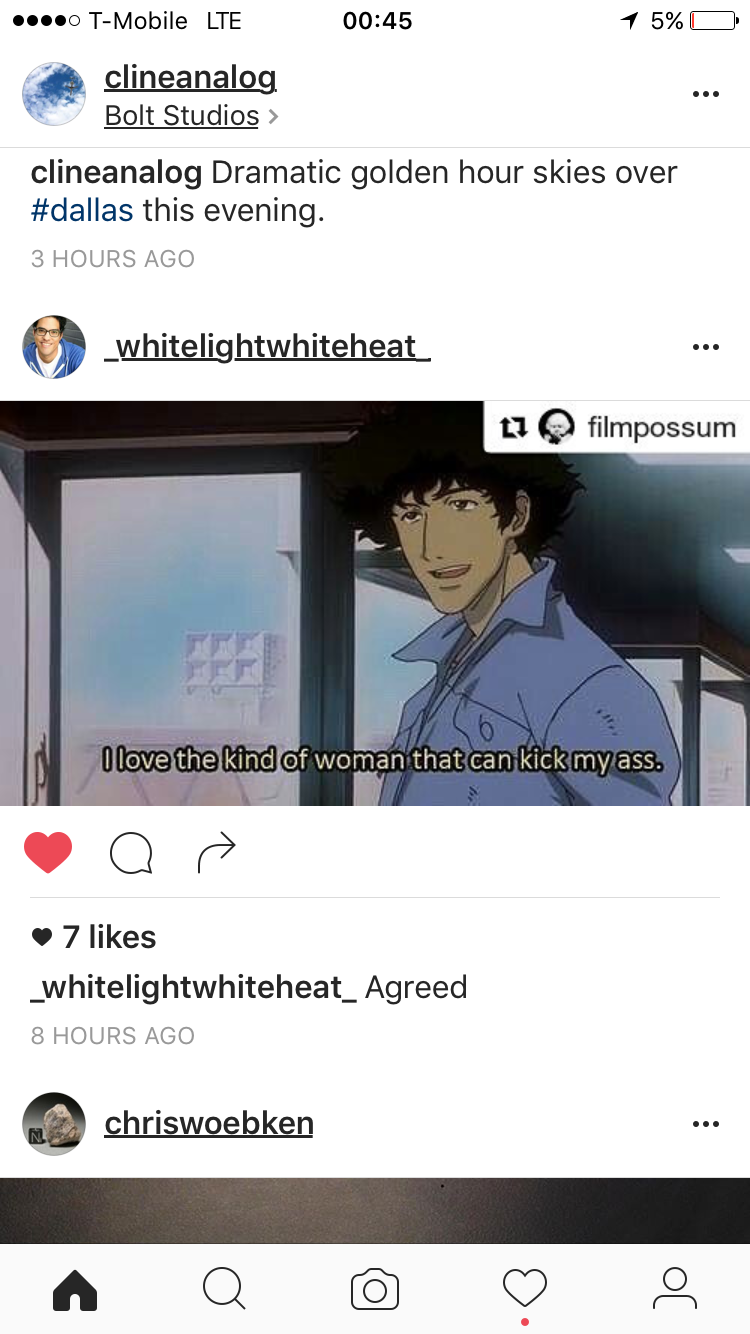 T-Mobile LTE 00:45 5%
clineanalog
Bolt Studios
clineanalog Dramatic golden hour skies over
#dallas this evening.
3 HOURS AGO
_whitelightwhiteheat_
filmpossum
6
I love the kind of woman that can kick my ass.
7 likes
_whitelightwhiteheat_ Agreed
8 HOURS AGO
chriswoebken
N